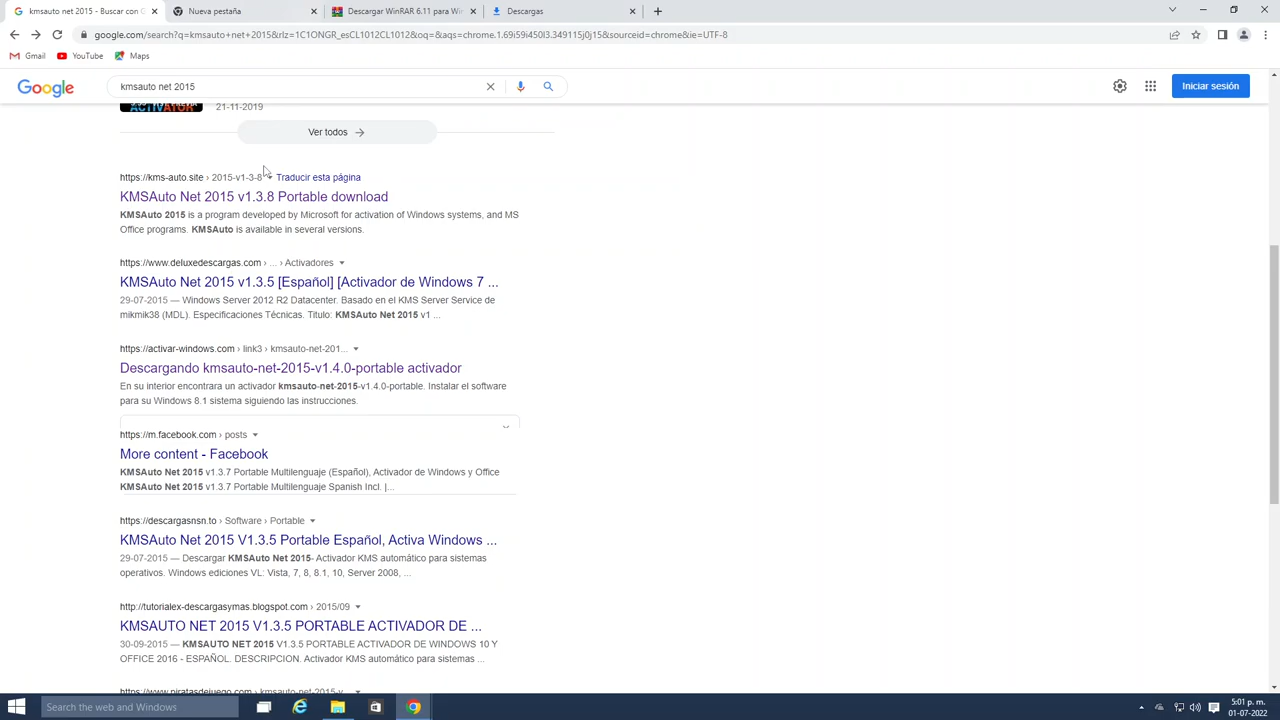 kmsauto net 2015 - Buscar con G
Nueva pestaña
Descargar WinRAR 6.11 para Win
Descargas
google.com/search?q=kmsauto+net+2015&rlz=1C1ONGR_esCL1012CL1012&oq=&aqs=chrome.1.69i59i450l3.349115j0j15&sourceid=chrome&ie=UTF-8
Gmail
YouTube
Maps
Google
kmsauto net 2015
Iniciar sesión
ACTIVATOR
21-11-2019
Ver todos
https://kms-auto.site › 2015-v1-3-8 Traducir esta página
KMSAuto Net 2015 v1.3.8 Portable download
KMSAuto 2015 is a program developed by Microsoft for activation of Windows systems, and MS
Office programs. KMSAuto is available in several versions.
https://www.deluxedescargas.com › ... › Activadores
KMSAuto Net 2015 v1.3.5 [Español] [Activador de Windows 7 ...
29-07-2015 — Windows Server 2012 R2 Datacenter. Basado en el KMS Server Service de
mikmik38 (MDL). Especificaciones Técnicas. Titulo: KMSAuto Net 2015 v1 ...
https://activar-windows.com › link3 › kmsauto-net-201...
Descargando kmsauto-net-2015-v1.4.0-portable activador
En su interior encontrara un activador kmsauto-net-2015-v1.4.0-portable. Instalar el software
para su Windows 8.1 sistema siguiendo las instrucciones.
https://m.facebook.com › posts
More content - Facebook
KMSAuto Net 2015 v1.3.7 Portable Multilenguaje (Español), Activador de Windows y Office
KMSAuto Net 2015 v1.3.7 Portable Multilenguaje Spanish Incl. |...
https://descargasnsn.to › Software › Portable
KMSAuto Net 2015 V1.3.5 Portable Español, Activa Windows ...
29-07-2015 — Descargar KMSAuto Net 2015- Activador KMS automático para sistemas
operativos. Windows ediciones VL: Vista, 7, 8, 8.1, 10, Server 2008, ...
http://tutorialex-descargasymas.blogspot.com › 2015/09
KMSAUTO NET 2015 V1.3.5 PORTABLE ACTIVADOR DE ...
30-09-2015 — KMSAUTO NET 2015 V1.3.5 PORTABLE ACTIVADOR DE WINDOWS 10 Y
OFFICE 2016 - ESPAÑOL. DESCRIPCION. Activador KMS automático para sistemas ...
https://www.piratasdejuego.com › kmsauto-net-2015-v...
Search the web and Windows
5:01 p. m.
01-07-2022